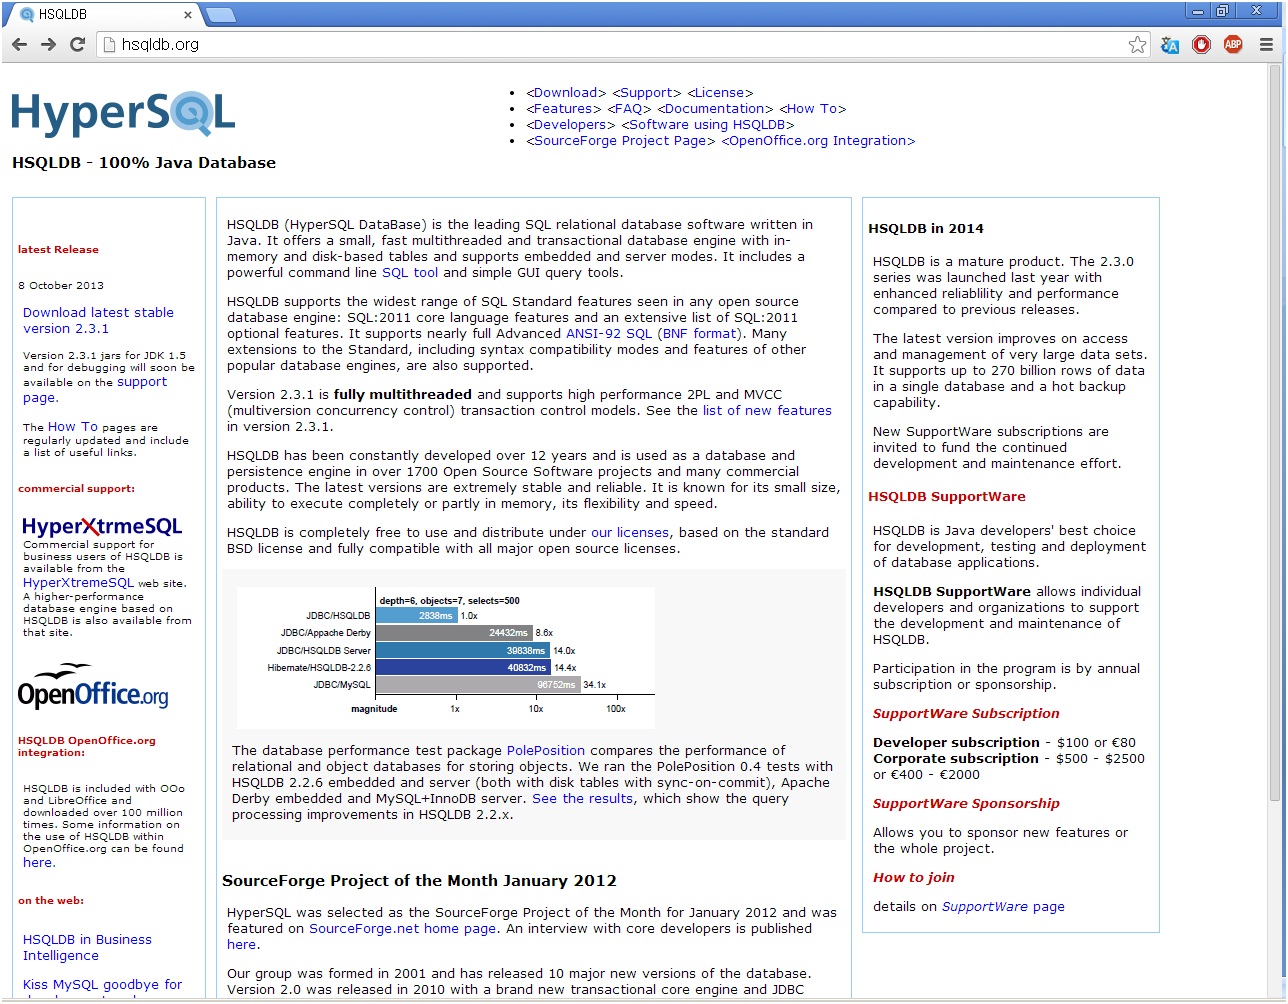 HSQLDB
hsqldb.org
ABP
HyperSQL
HSQLDB - 100% Java Database
<Download> <Support> <License>
<Features> <FAQ> <Documentation> <How To>
<Developers> <Software using HSQLDB>
<SourceForge Project Page> <OpenOffice.org Integration>
latest Release
8 October 2013
Download latest stable
version 2.3.1
Version 2.3.1 jars for JDK 1.5
and for debugging will soon be
available on the support
page.
The How To pages are
regularly updated and include
a list of useful links.
commercial support:
HyperXtrmeSQL
Commercial support for
business users of HSQLDB is
available from the
HyperXtremeSQL web site.
A higher-performance
database engine based on
HSQLDB is also available from
that site.
OpenOffice.org
HSQLDB OpenOffice.org
integration:
HSQLDB is included with OOo
and LibreOffice and
downloaded over 100 million
times. Some information on
the use of HSQLDB within
OpenOffice.org can be found
here.
on the web:
HSQLDB in Business
Intelligence
Kiss MySQL goodbye for
HSQLDB (HyperSQL DataBase) is the leading SQL relational database software written in
Java. It offers a small, fast multithreaded and transactional database engine with in-
memory and disk-based tables and supports embedded and server modes. It includes a
powerful command line SQL tool and simple GUI query tools.
HSQLDB supports the widest range of SQL Standard features seen in any open source
database engine: SQL:2011 core language features and an extensive list of SQL:2011
optional features. It supports nearly full Advanced ANSI-92 SQL (BNF format). Many
extensions to the Standard, including syntax compatibility modes and features of other
popular database engines, are also supported.
Version 2.3.1 is fully multithreaded and supports high performance 2PL and MVCC
(multiversion concurrency control) transaction control models. See the list of new features
in version 2.3.1.
HSQLDB has been constantly developed over 12 years and is used as a database and
persistence engine in over 1700 Open Source Software projects and many commercial
products. The latest versions are extremely stable and reliable. It is known for its small size,
ability to execute completely or partly in memory, its flexibility and speed.
HSQLDB is completely free to use and distribute under our licenses, based on the standard
BSD license and fully compatible with all major open source licenses.
depth=6, objects=7, selects=500
JDBC/HSQLDB 2838ms 1.0x
JDBC/Appache Derby 24432ms 8.6x
JDBC/HSQLDB Server 39838ms 14.0x
Hibernate/HSQLDB-2.2.6 40832ms 14.4x
JDBC/MySQL 96752ms 34.1x
magnitude 1x 10x 100x
The database performance test package PolePosition compares the performance of
relational and object databases for storing objects. We ran the PolePosition 0.4 tests with
HSQLDB 2.2.6 embedded and server (both with disk tables with sync-on-commit), Apache
Derby embedded and MySQL+InnoDB server. See the results, which show the query
processing improvements in HSQLDB 2.2.x.
SourceForge Project of the Month January 2012
HyperSQL was selected as the SourceForge Project of the Month for January 2012 and was
featured on SourceForge.net home page. An interview with core developers is published
here.
Our group was formed in 2001 and has released 10 major new versions of the database.
Version 2.0 was released in 2010 with a brand new transactional core engine and JDBC
HSQLDB in 2014
HSQLDB is a mature product. The 2.3.0
series was launched last year with
enhanced reliablility and performance
compared to previous releases.
The latest version improves on access
and management of very large data sets.
It supports up to 270 billion rows of data
in a single database and a hot backup
capability.
New SupportWare subscriptions are
invited to fund the continued
development and maintenance effort.
HSQLDB SupportWare
HSQLDB is Java developers' best choice
for development, testing and deployment
of database applications.
HSQLDB SupportWare allows individual
developers and organizations to support
the development and maintenance of
HSQLDB.
Participation in the program is by annual
subscription or sponsorship.
SupportWare Subscription
Developer subscription - $100 or €80
Corporate subscription - $500 - $2500
or €400 - €2000
SupportWare Sponsorship
Allows you to sponsor new features or
the whole project.
How to join
details on SupportWare page